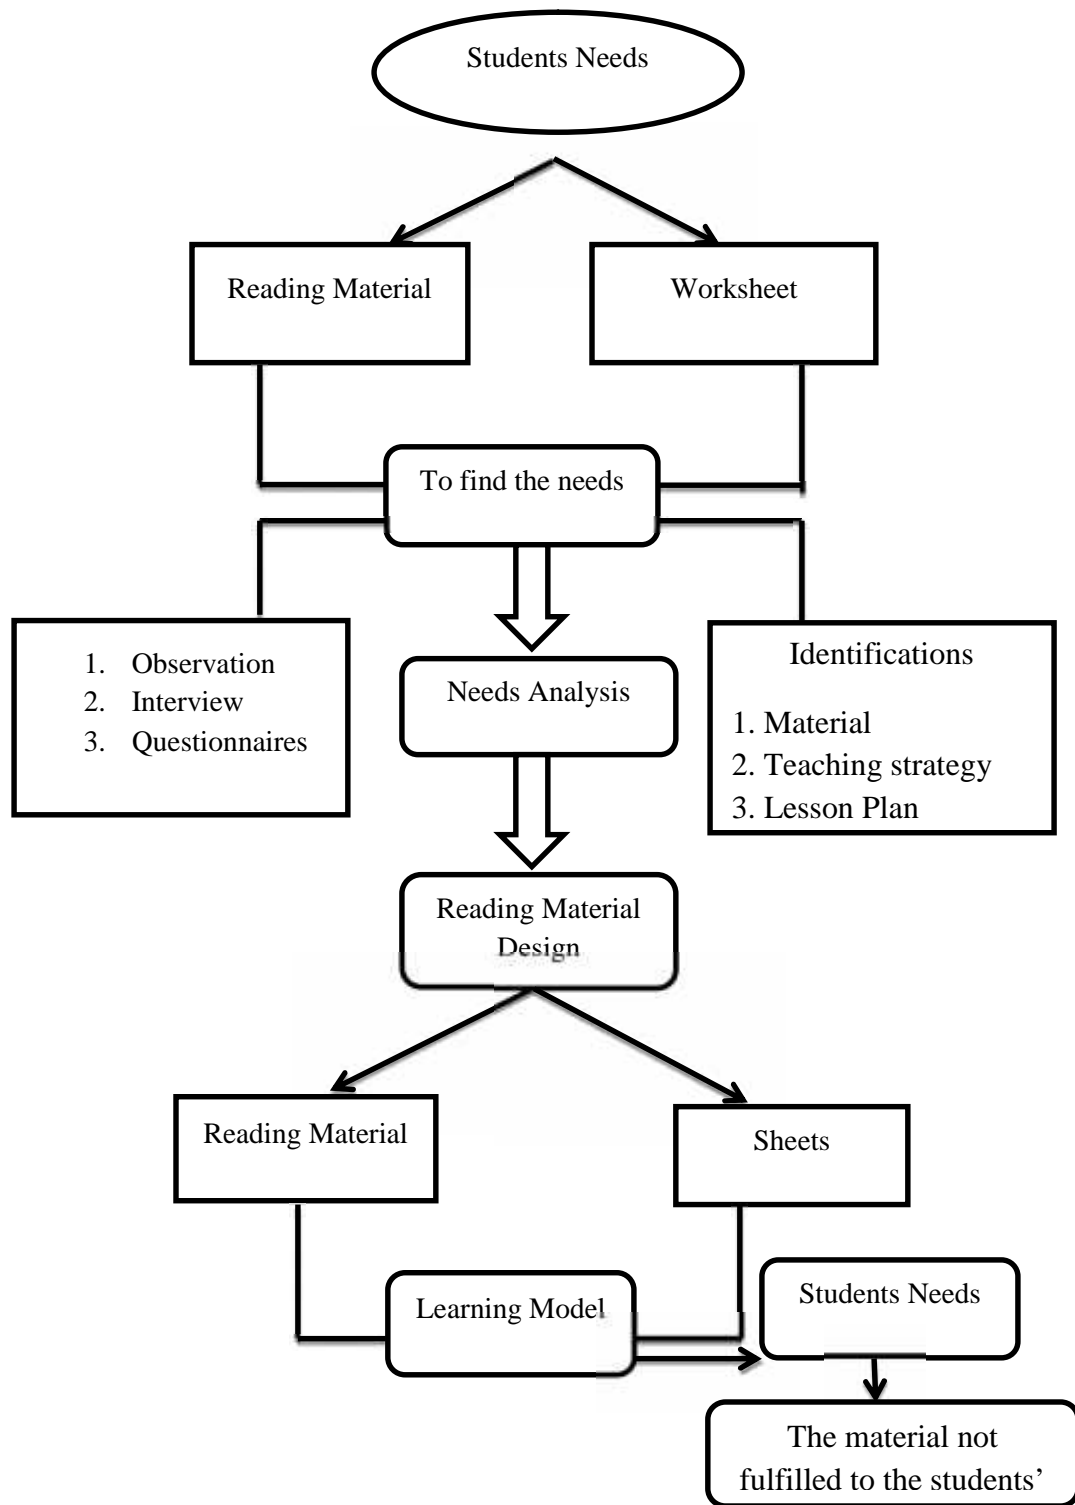 Students Needs
Reading Material
Worksheet
To find the needs
1. Observation
2. Interview
3. Questionnaires
Needs Analysis
Identifications
1. Material
2. Teaching strategy
3. Lesson Plan
Reading Material
Design
Reading Material
Sheets
Learning Model
Students Needs
The material not
fulfilled to the students’